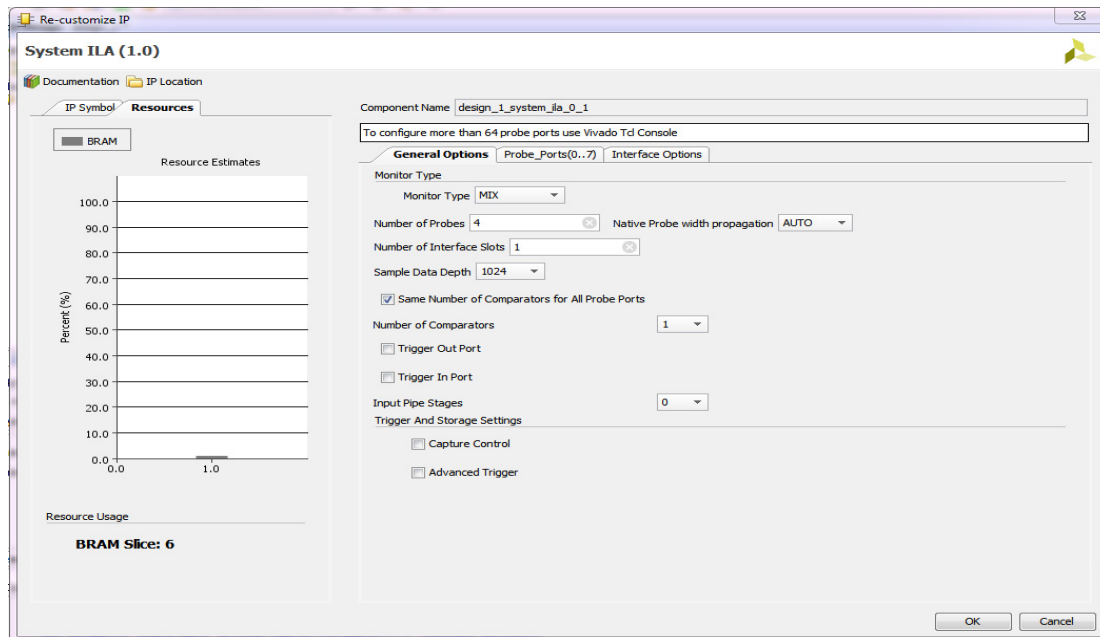 Re-customize IP
System ILA (1.0)
Documentation IP Location
IP Symbol Resources
BRAM
Resource Estimates
100.0
90.0
80.0
70.0
60.0
50.0
40.0
30.0
20.0
10.0
0.0
Percent (%)
0.0 1.0
Resource Usage
BRAM Slice: 6
Component Name design_1_system_ila_0_1
To configure more than 64 probe ports use Vivado Tcl Console
General Options Probe_Ports(0..7) Interface Options
Monitor Type
Monitor Type MIX
Number of Probes 4 Native Probe width propagation AUTO
Number of Interface Slots 1
Sample Data Depth 1024
Same Number of Comparators for All Probe Ports
Number of Comparators 1
Trigger Out Port
Trigger In Port
Input Pipe Stages 0
Trigger And Storage Settings
Capture Control
Advanced Trigger
OK Cancel